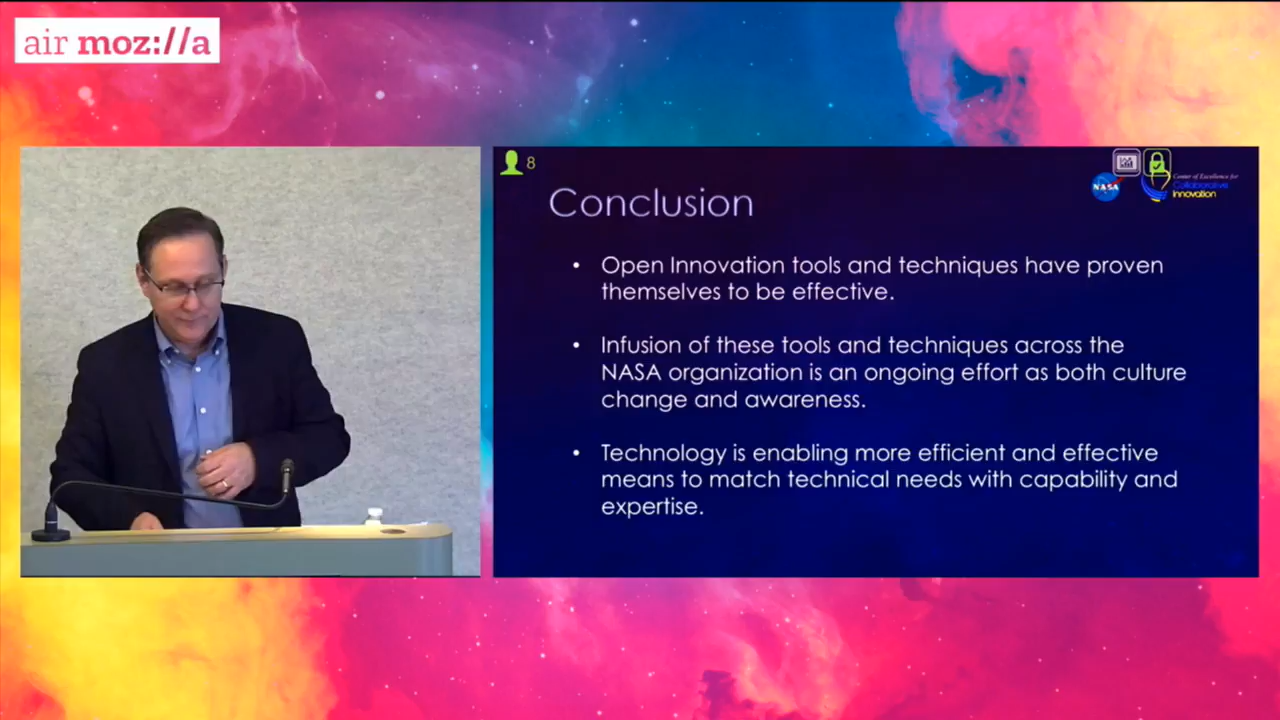 air moz://a
8
NASA
Center of Excellence for
Collaborative
Innovation
Conclusion
• Open Innovation tools and techniques have proven
themselves to be effective.
• Infusion of these tools and techniques across the
NASA organization is an ongoing effort as both culture
change and awareness.
• Technology is enabling more efficient and effective
means to match technical needs with capability and
expertise.